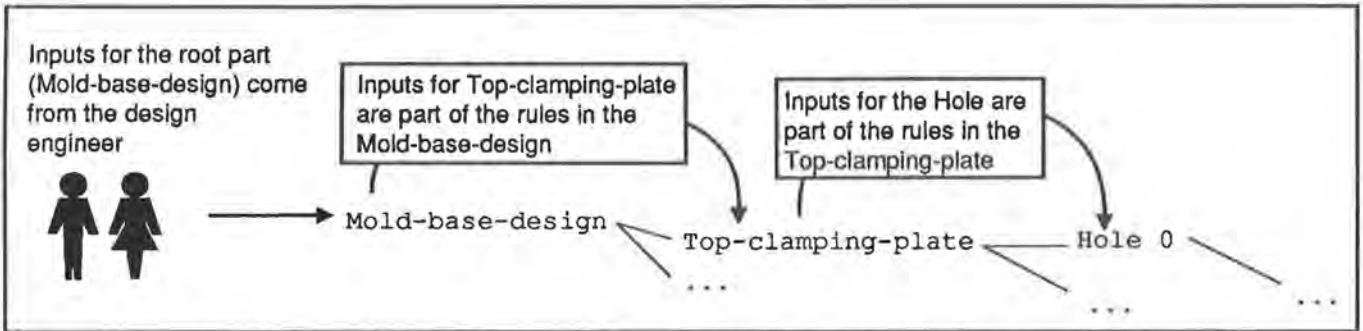 Inputs for the root part
(Mold-base-design) come
from the design
engineer
Inputs for Top-clamping-plate
are part of the rules in the
Mold-base-design
Inputs for the Hole are
part of the rules in the
Top-clamping-plate
Mold-base-design
Top-clamping-plate
Hole 0
...
...
...